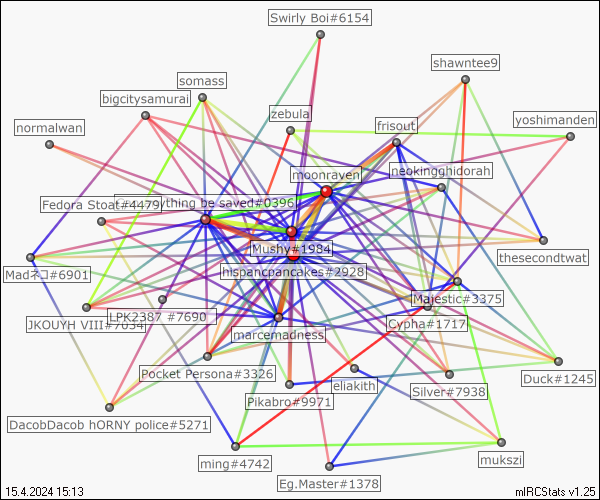 Swirly Boi#6154
shawntee9
somass
bigcitysamurai
zebula
yoshimanden
normalwan
frisout
moonraven
neokingghidorah
Fedora Stoat#4479
ything be saved#0396
Mushy#1984
thesecondtwat
hispancpancakes#2928
Madネコ#6901
Majestic#3375
LPK2387 #7690
JKOUYH VIII#7034
Cypha#1717
marcemadness
Pocket Persona#3326
eliakith
Duck#1245
Pikabro#9971
Silver#7938
DacobDacob hORNY police#5271
ming#4742
mukszi
Eg.Master#1378
15.4.2024 15:13
mIRCStats v1.25